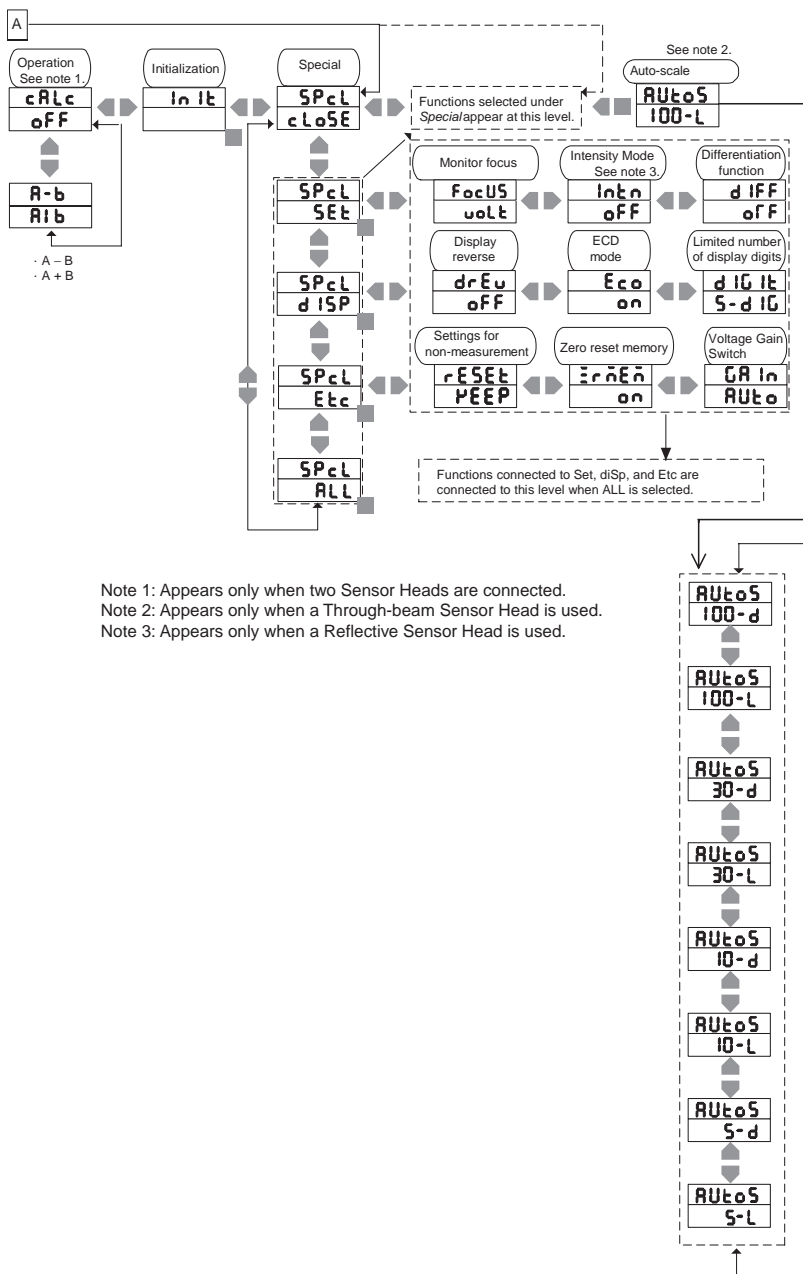 A
See note 2.
Operation
See note 1.
Initialization
Special
Auto-scale
cALc
oFF
In It
SPcL
cLoSE
Functions selected under
Special appear at this level.
AUtoS
100-L
A-b
AIb
· A – B
· A + B
SPcL
SEt
Monitor focus
FocUS
voLt
Intensity Mode
See note 3.
Intn
oFF
Differentiation
function
dIFF
oFF
SPcL
dISP
Display
reverse
drEv
oFF
ECD
mode
Eco
on
Limited number
of display digits
dIGIt
5-dIG
SPcL
Etc
Settings for
non-measurement
rESEt
KEEP
Zero reset memory
on
Voltage Gain
Switch
GAIn
AUto
SPcL
ALL
Functions connected to Set, diSp, and Etc are
connected to this level when ALL is selected.
Note 1: Appears only when two Sensor Heads are connected.
Note 2: Appears only when a Through-beam Sensor Head is used.
Note 3: Appears only when a Reflective Sensor Head is used.
AUtoS
100-d
AUtoS
100-L
AUtoS
30-d
AUtoS
30-L
AUtoS
10-d
AUtoS
10-L
AUtoS
5-d
AUtoS
5-L